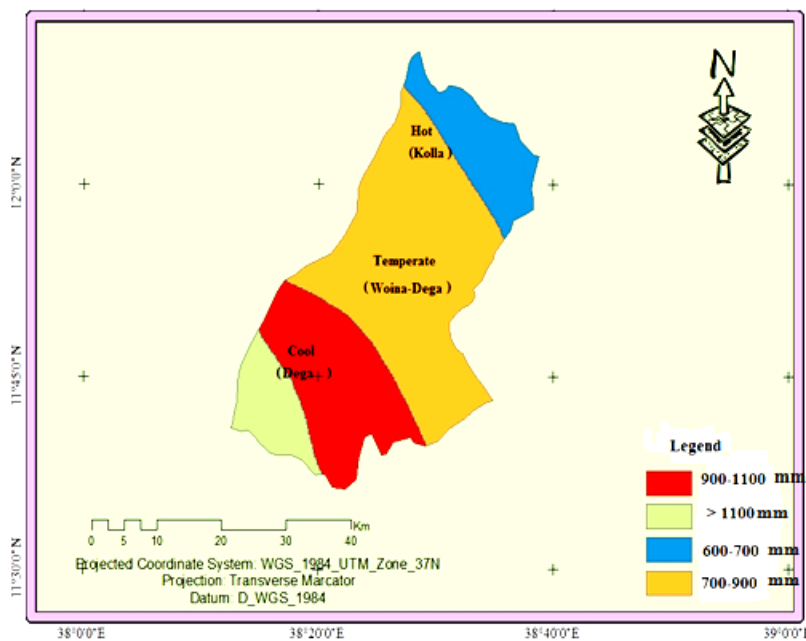 N
Hot
(Kolla )
Temperate
(Woina-Dega )
Cool
(Dega+ )
12°0'0"N
11°45'0"N
11°30'0"N
Legend
900-1100 mm
> 1100 mm
600-700 mm
700-900 mm
0 5 10 20 30 40 Km
Projected Coordinate System: WGS_1984_UTM_Zone_37N
Projection: Transverse Marcator
Datum: D_WGS_1984
38°0'0"E 38°20'0"E 38°40'0"E 39°0'0"